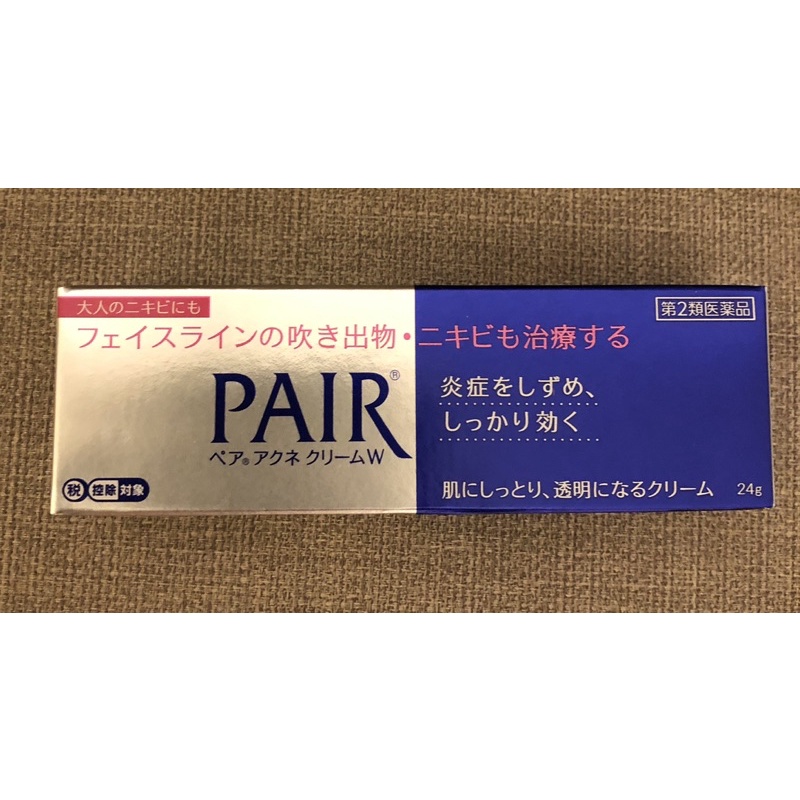 大人のニキビにも
フェイスラインの吹き出物・ニキビも治療する
第2類医薬品
PAIR®
ペア®アクネ クリームW
炎症をしずめ、
しっかり効く
税 控除 対象
肌にしっとり、透明になるクリーム 24g